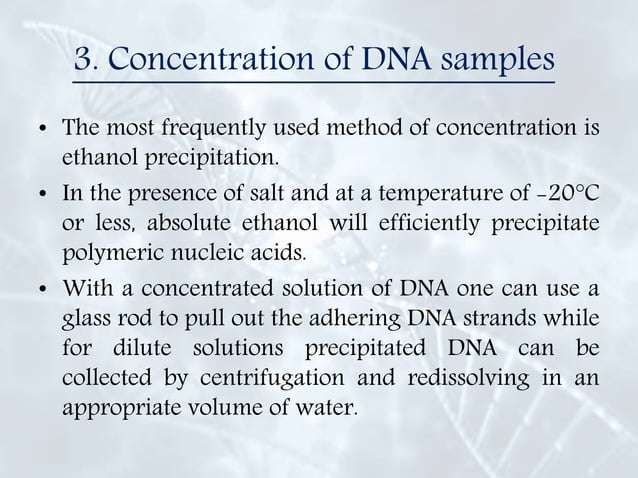 3. Concentration of DNA samples
• The most frequently used method of concentration is
ethanol precipitation.
• In the presence of salt and at a temperature of -20°C
or less, absolute ethanol will efficiently precipitate
polymeric nucleic acids.
• With a concentrated solution of DNA one can use a
glass rod to pull out the adhering DNA strands while
for dilute solutions precipitated DNA can be
collected by centrifugation and redissolving in an
appropriate volume of water.